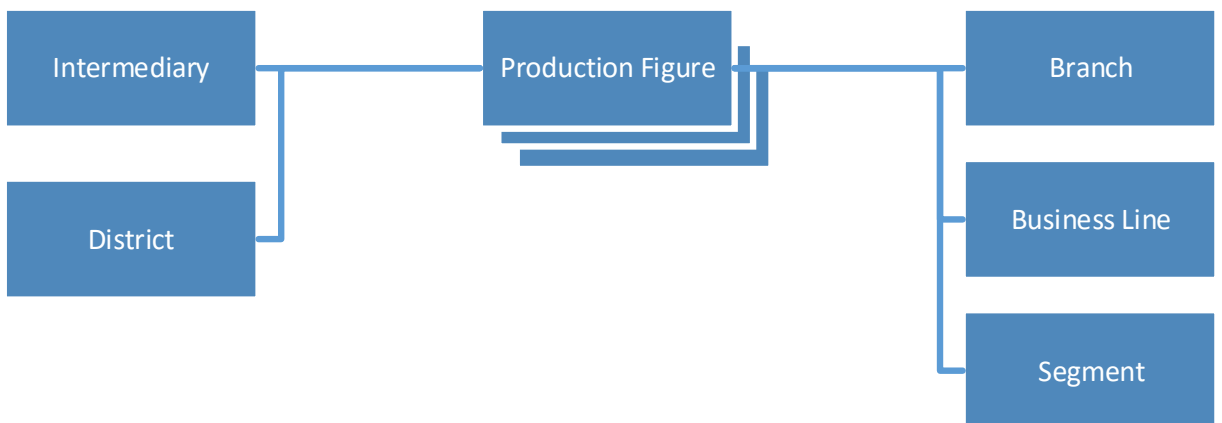 Intermediary
Production Figure
Branch
District
Business Line
Segment